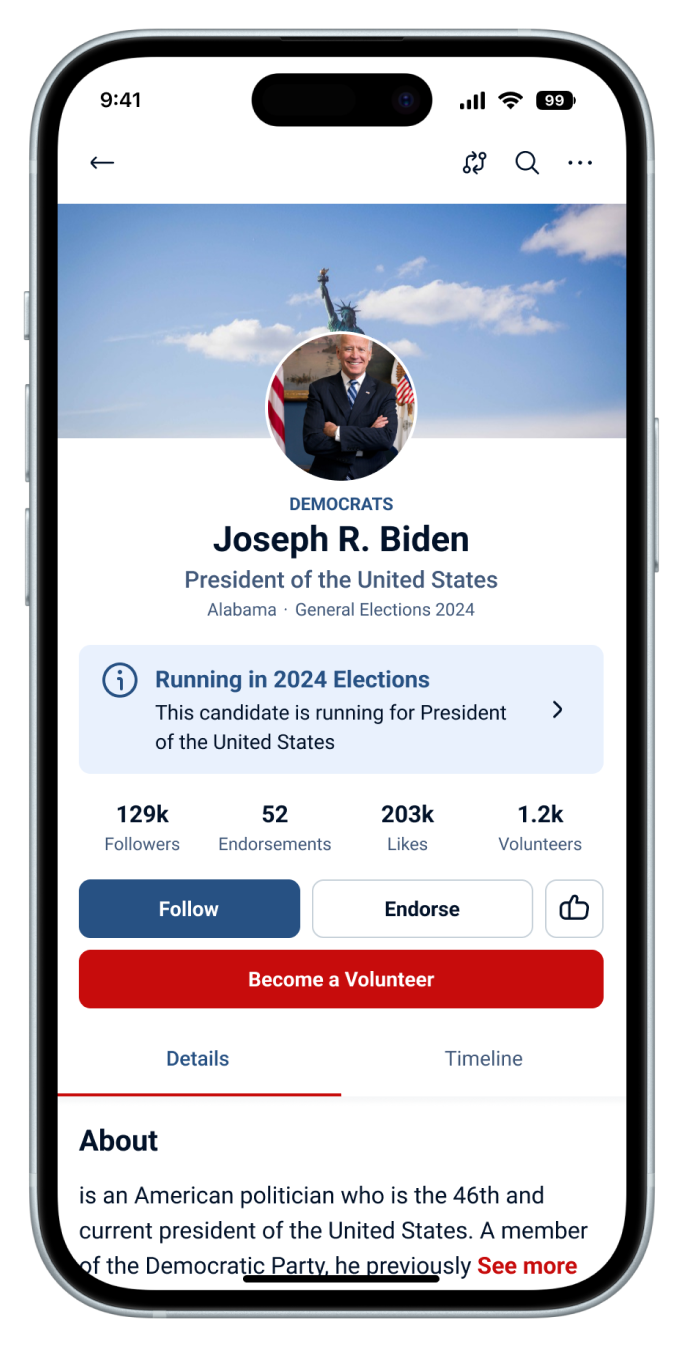 9:41
99
DEMOCRATS
Joseph R. Biden
President of the United States
Alabama · General Elections 2024
Running in 2024 Elections
This candidate is running for President
of the United States
129k 52 203k 1.2k
Followers Endorsements Likes Volunteers
Follow Endorse
Become a Volunteer
Details Timeline
About
is an American politician who is the 46th and
current president of the United States. A member
of the Democratic Party, he previously See more